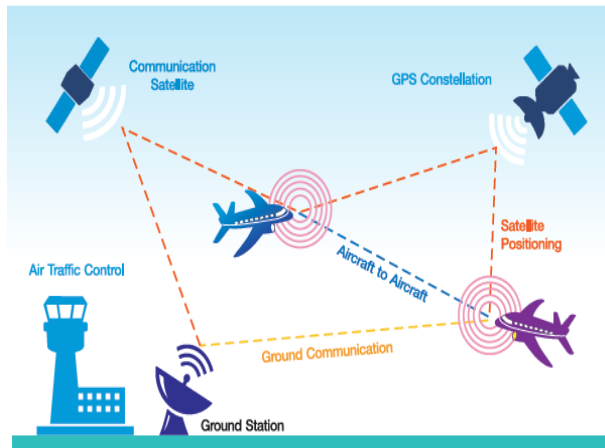 Communication
Satellite
GPS Constellation
Satellite
Positioning
Aircraft to Aircraft
Air Traffic Control
Ground Communication
Ground Station